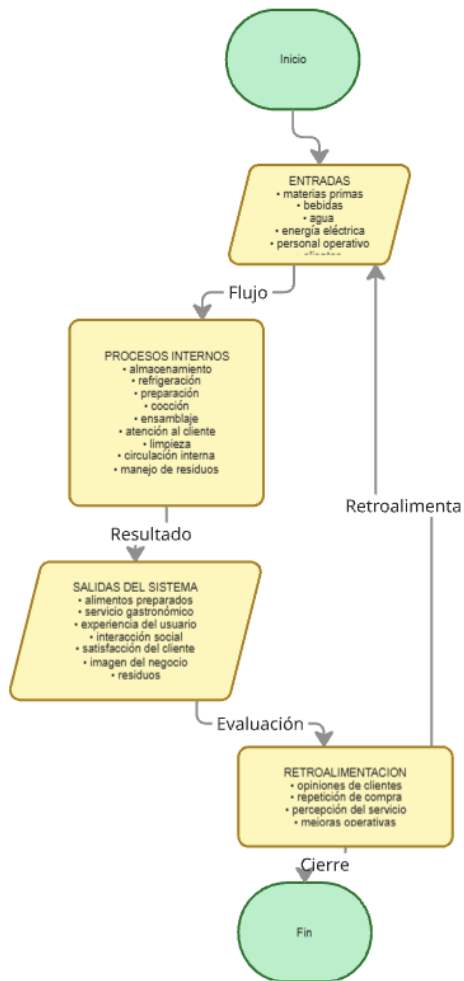 Inicio
ENTRADAS
• materias primas
• bebidas
• agua
• energía eléctrica
• personal operativo
• clientes
Flujo
PROCESOS INTERNOS
• almacenamiento
• refrigeración
• preparación
• cocción
• ensamblaje
• atención al cliente
• limpieza
• circulación interna
• manejo de residuos
Retroalimenta
Resultado
SALIDAS DEL SISTEMA
• alimentos preparados
• servicio gastronómico
• experiencia del usuario
• interacción social
• satisfacción del cliente
• imagen del negocio
• residuos
Evaluación
RETROALIMENTACION
• opiniones de clientes
• repetición de compra
• percepción del servicio
• mejoras operativas
Cierre
Fin